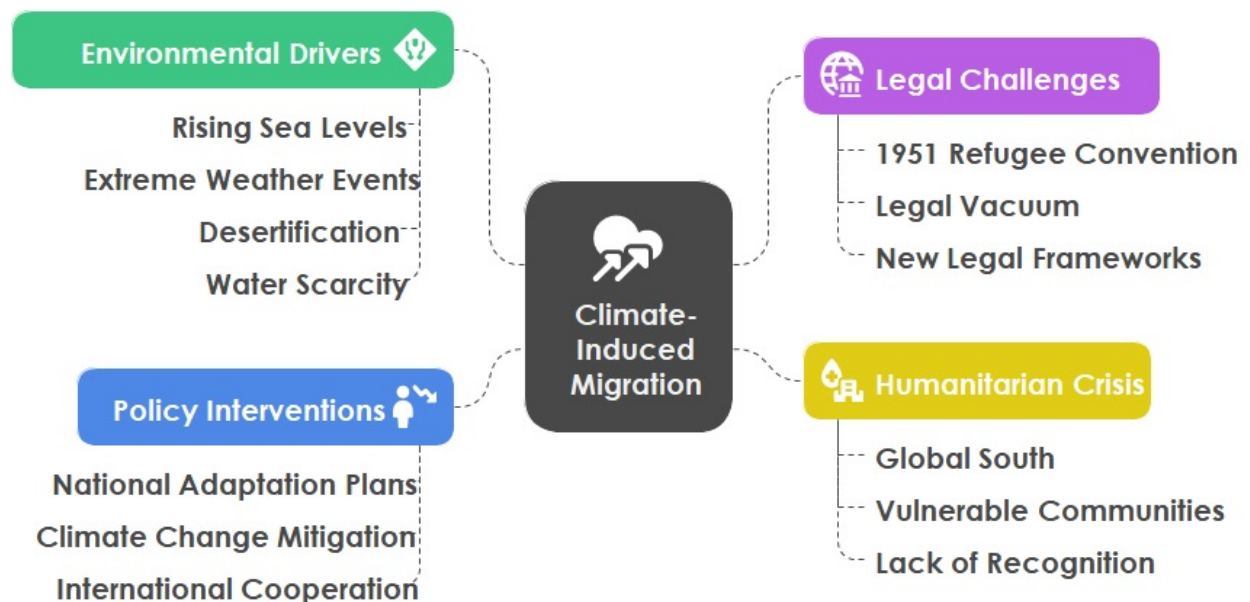 Environmental Drivers
Rising Sea Levels
Extreme Weather Events
Desertification
Water Scarcity
Policy Interventions
National Adaptation Plans
Climate Change Mitigation
International Cooperation
Climate-
Induced
Migration
Legal Challenges
1951 Refugee Convention
Legal Vacuum
New Legal Frameworks
Humanitarian Crisis
Global South
Vulnerable Communities
Lack of Recognition